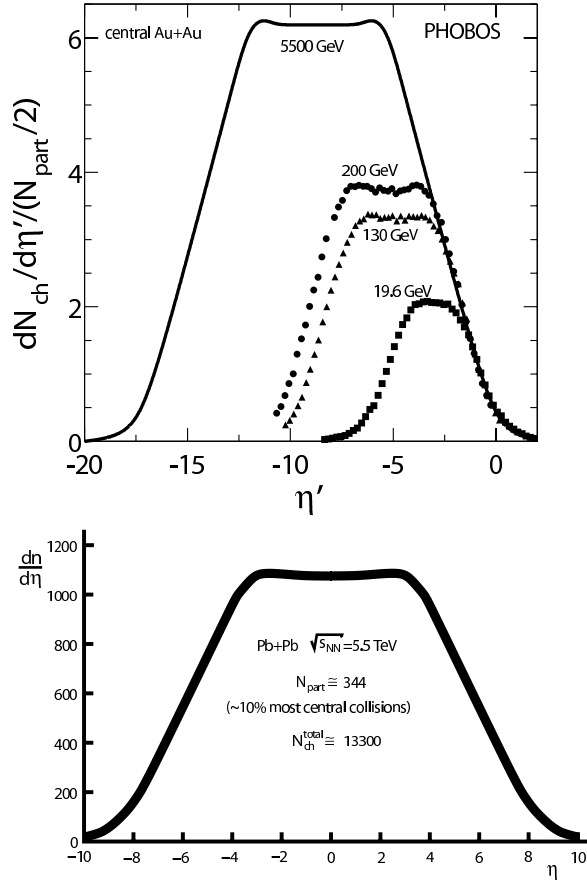 central Au+Au
PHOBOS
5500 GeV
200 GeV
130 GeV
19.6 GeV
dN_ch/dη′/(N_part/2)
6
4
2
0
-20 -15 -10 -5 0
η′
dn
dη
1200
1000
800
600
400
200
0
Pb+Pb √s_NN=5.5 TeV
N_part ≅ 344
(~10% most central collisions)
N_ch^total ≅ 13300
−10 −8 −6 −4 −2 0 2 4 6 8 10
η